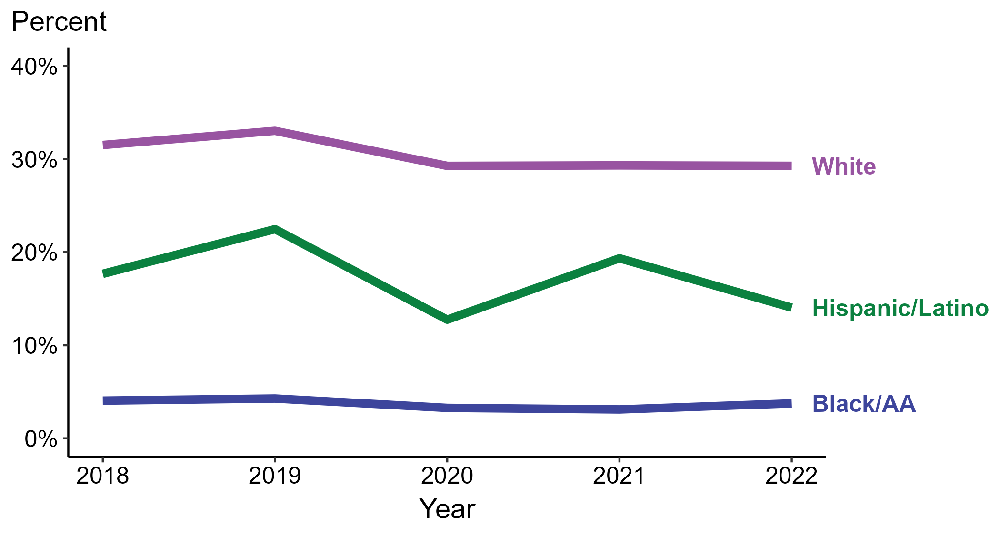 Percent
40%
30%
20%
10%
0%
White
Hispanic/Latino
Black/AA
2018 2019 2020 2021 2022
Year